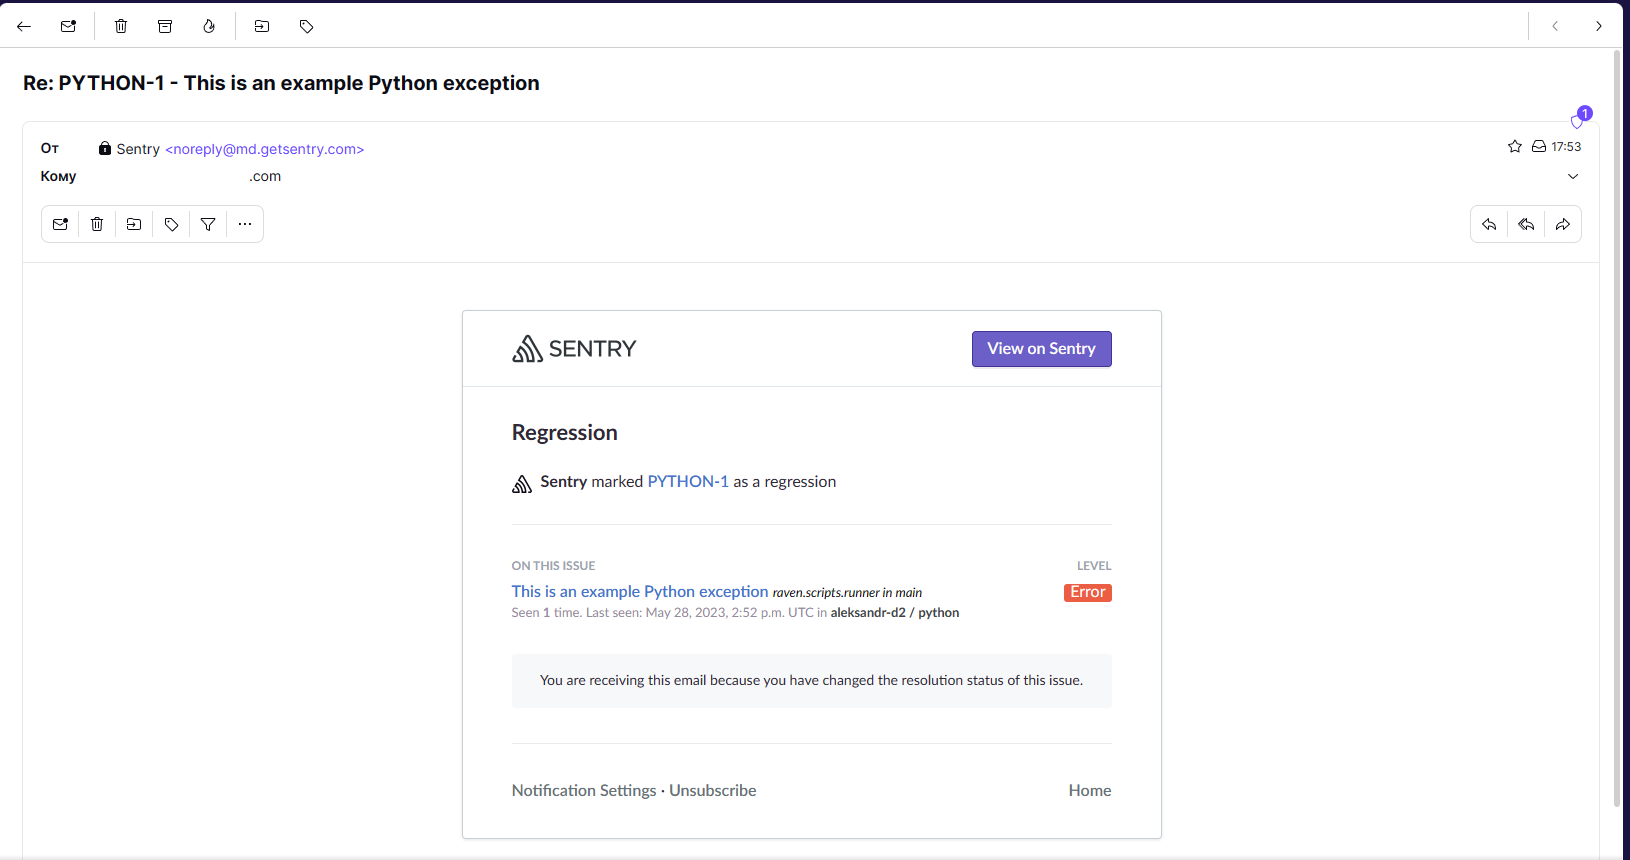 Re: PYTHON-1 - This is an example Python exception
1
От Sentry <noreply@md.getsentry.com>
17:53
Кому .com
SENTRY
View on Sentry
Regression
Sentry marked PYTHON-1 as a regression
ON THIS ISSUE
LEVEL
This is an example Python exception raven.scripts.runner in main
Error
Seen 1 time. Last seen: May 28, 2023, 2:52 p.m. UTC in aleksandr-d2 / python
You are receiving this email because you have changed the resolution status of this issue.
Notification Settings · Unsubscribe
Home